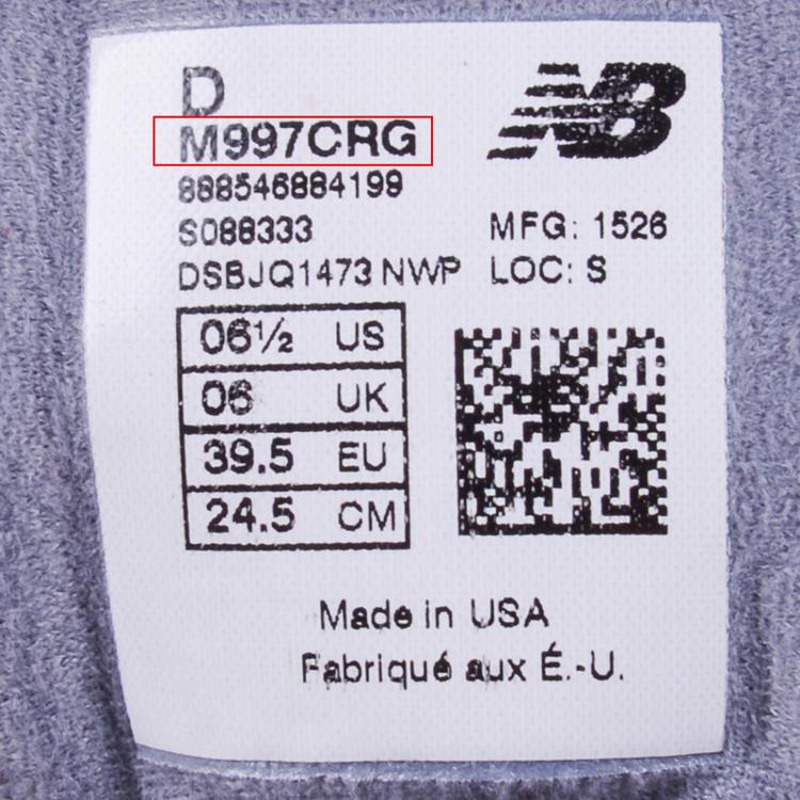 D
NB
M997CRG
888546884199
S088333
MFG: 1526
DSBJQ1473 NWP
LOC: S
06½ US
06 UK
39.5 EU
24.5 CM
Made in USA
Fabriqué aux É.-U.